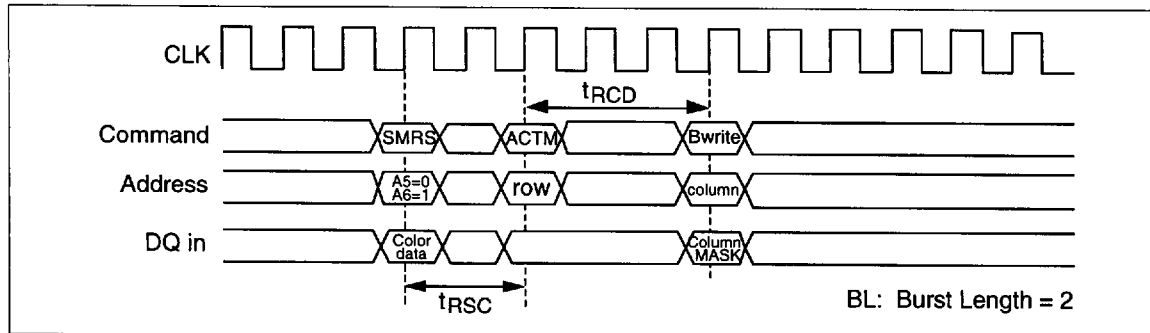 CLK
tRCD
Command SMRS ACTM Bwrite
Address A5=0 A6=1 row column
DQ in Color data Column MASK
tRSC
BL: Burst Length = 2